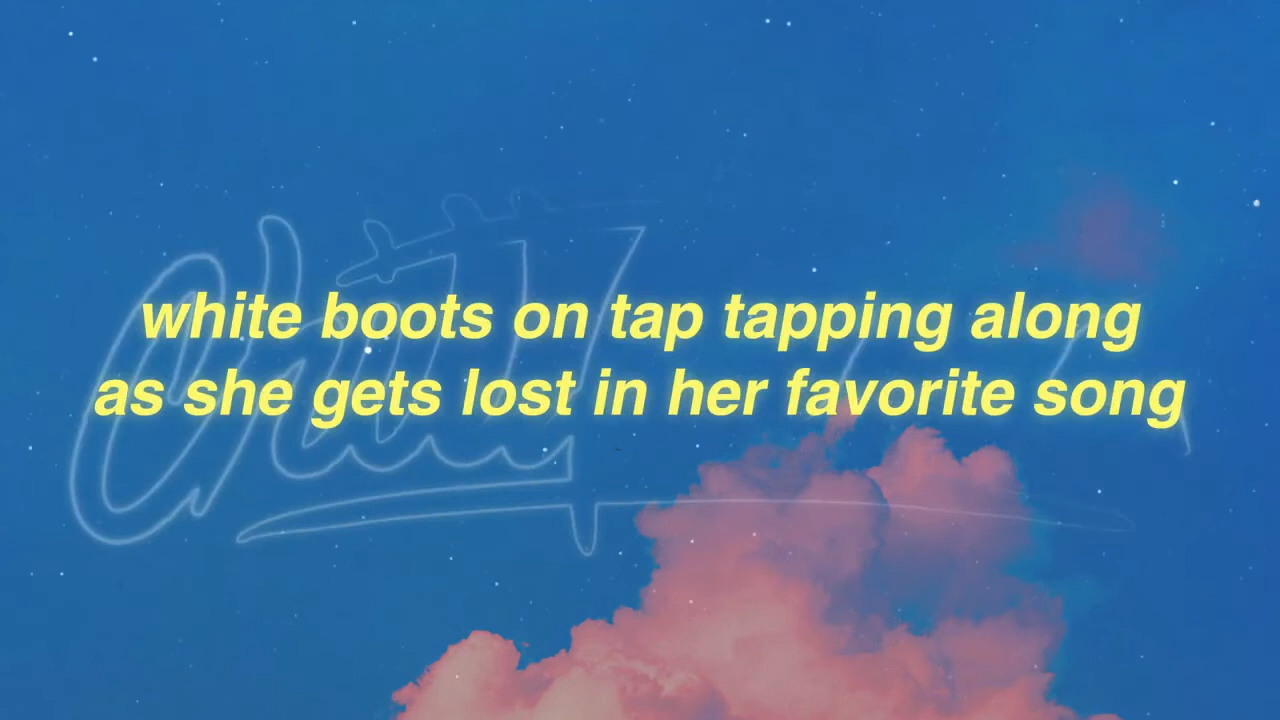 white boots on tap tapping along
as she gets lost in her favorite song